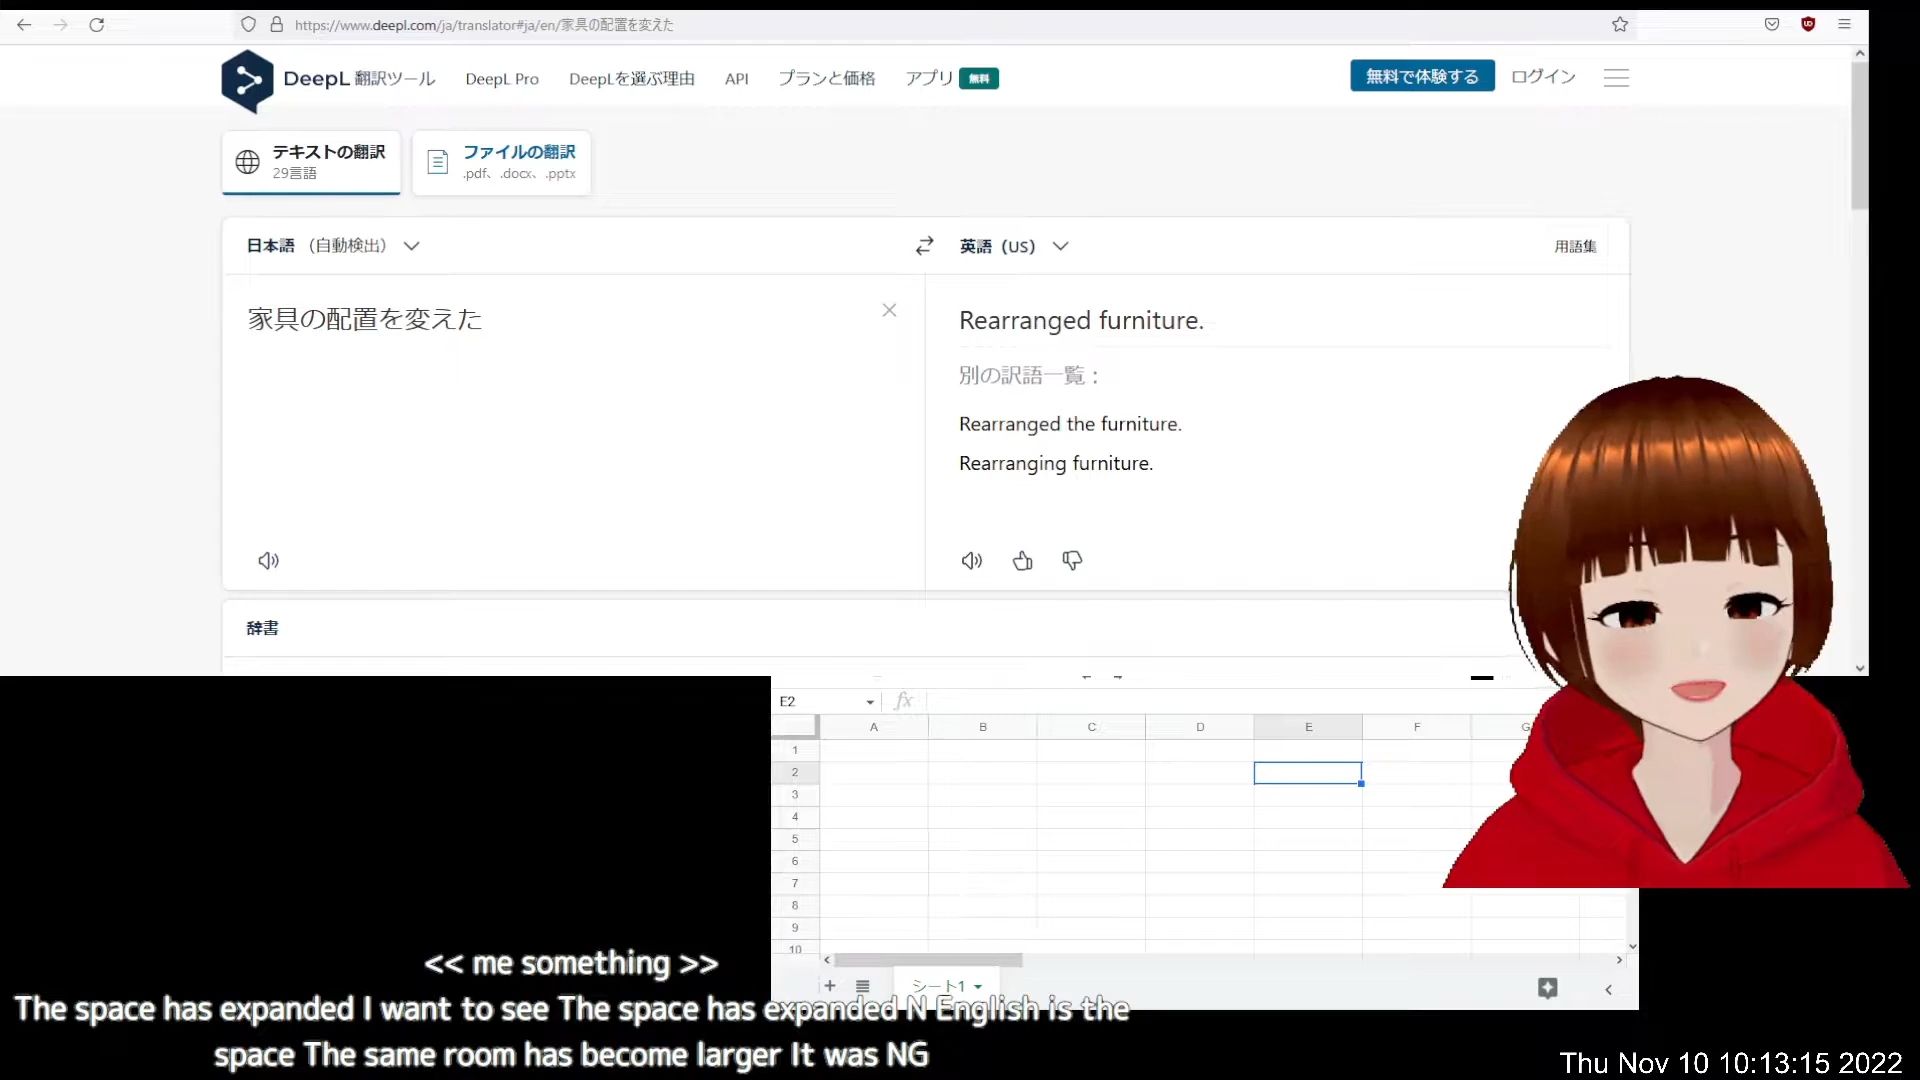 https://www.deepl.com/ja/translator#ja/en/家具の配置を変えた
DeepL 翻訳ツール
DeepL Pro
DeepLを選ぶ理由
API
プランと価格
アプリ 無料
無料で体験する
ログイン
テキストの翻訳
29言語
ファイルの翻訳
.pdf、.docx、.pptx
日本語 (自動検出)
英語 (US)
用語集
家具の配置を変えた
Rearranged furniture.
別の訳語一覧：
Rearranged the furniture.
Rearranging furniture.
辞書
E2
fx
A B C D E F G
1
2
3
4
5
6
7
8
9
10
シート1
<< me something >>
The space has expanded I want to see The space has expanded N English is the
space The same room has become larger It was NG
Thu Nov 10 10:13:15 2022